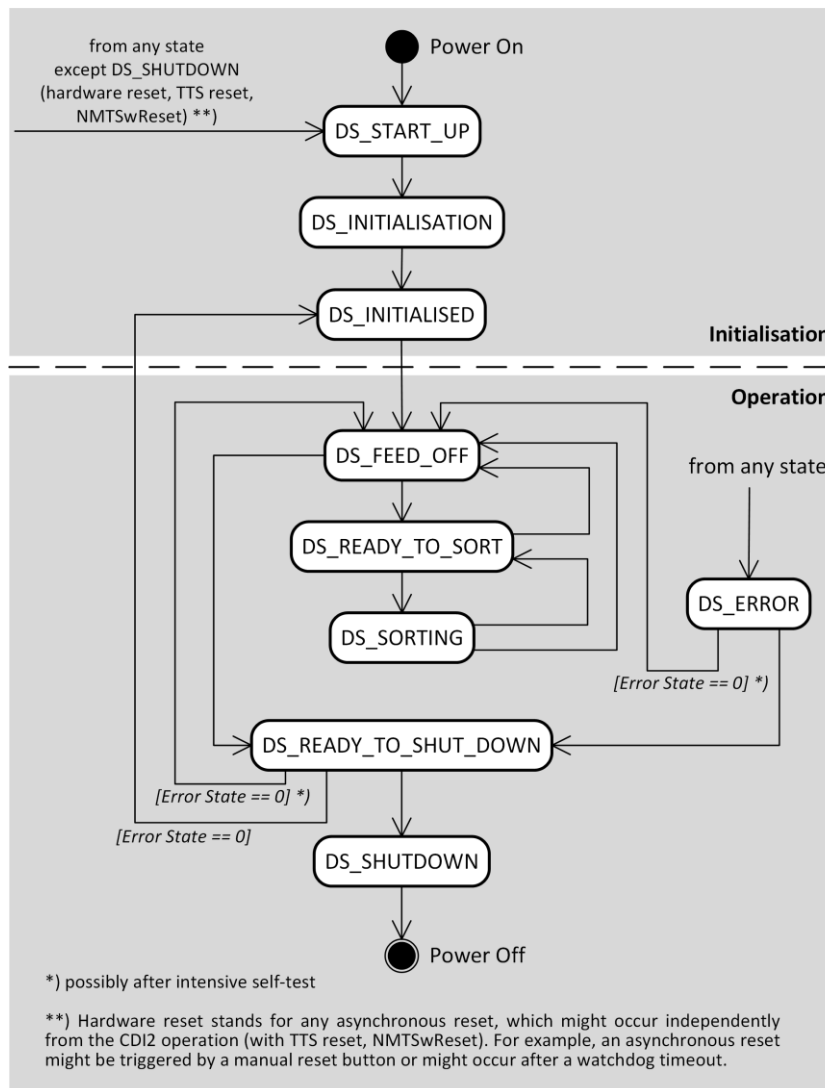 from any state
except DS_SHUTDOWN
(hardware reset, TTS reset,
NMTSwReset) **)
Power On
DS_START_UP
DS_INITIALISATION
DS_INITIALISED
Initialisation
Operation
DS_FEED_OFF
from any state
DS_READY_TO_SORT
DS_ERROR
DS_SORTING
[Error State == 0] *)
DS_READY_TO_SHUT_DOWN
[Error State == 0] *)
[Error State == 0]
DS_SHUTDOWN
Power Off
*) possibly after intensive self-test
**) Hardware reset stands for any asynchronous reset, which might occur independently
from the CDI2 operation (with TTS reset, NMTSwReset). For example, an asynchronous reset
might be triggered by a manual reset button or might occur after a watchdog timeout.